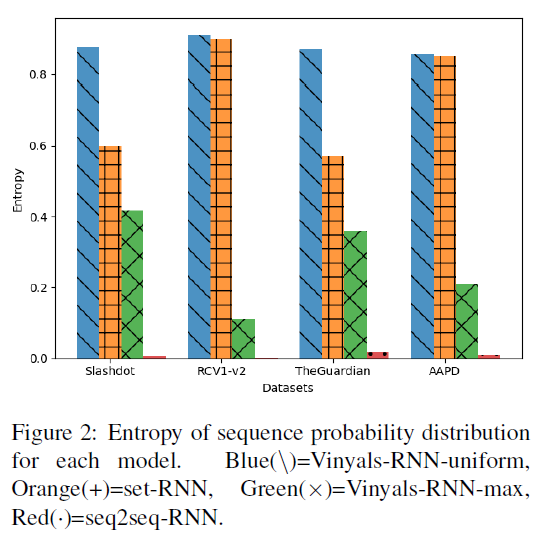 0.8
0.6
0.4
0.2
0.0
Entropy
Slashdot RCV1-v2 TheGuardian AAPD
Datasets
Figure 2: Entropy of sequence probability distribution
for each model. Blue(\)=Vinyals-RNN-uniform,
Orange(+)=set-RNN, Green(×)=Vinyals-RNN-max,
Red(·)=seq2seq-RNN.